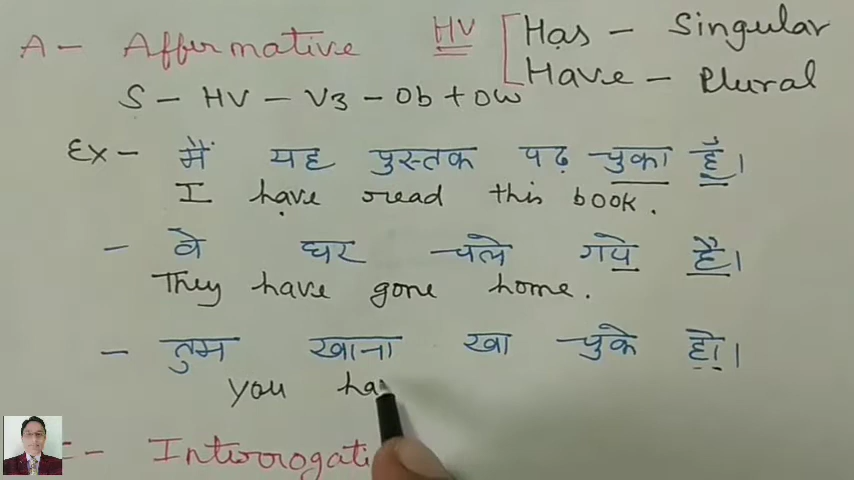 A - Affirmative HV Has - Singular
Have - Plural
S - HV - V3 - Ob + OW
Ex - मैं यह पुस्तक पढ़ चुका हूँ।
I have read this book.
- वे घर चले गये हैं।
They have gone home.
- तुम खाना खा चुके हो।
you ha
- Interrogati